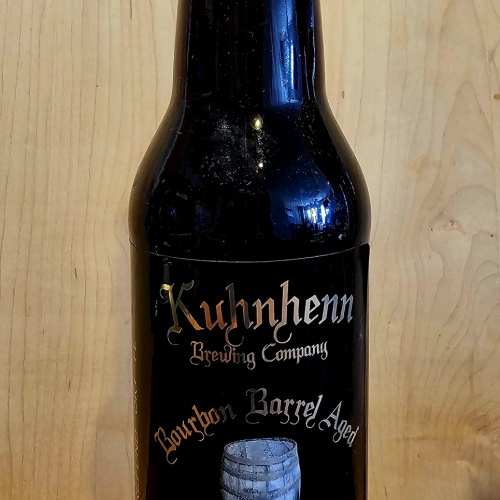 Kuhnhenn
Brewing Company
Bourbon Barrel Aged